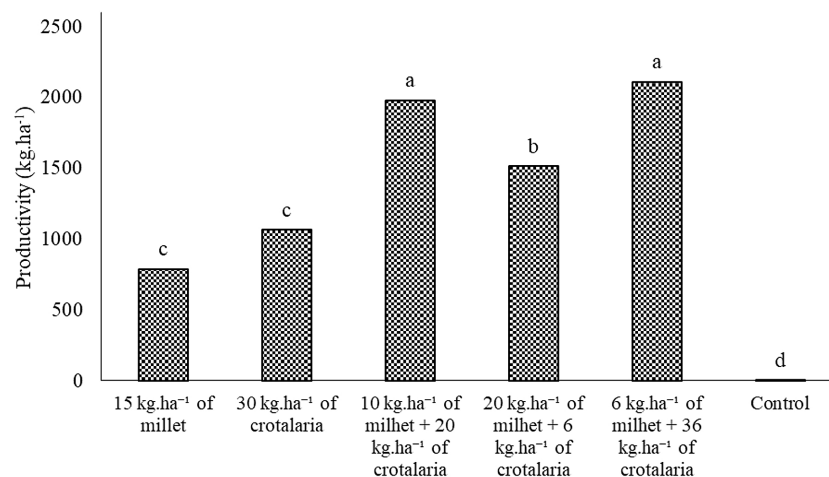 2500
2000
1500
1000
500
0
Productivity (kg.ha⁻¹)
c
c
a
b
a
d
15 kg.ha⁻¹ of
millet
30 kg.ha⁻¹ of
crotalaria
10 kg.ha⁻¹ of
milhet + 20
kg.ha⁻¹ of
crotalaria
20 kg.ha⁻¹ of
milhet + 6
kg.ha⁻¹ of
crotalaria
6 kg.ha⁻¹ of
milhet + 36
kg.ha⁻¹ of
crotalaria
Control